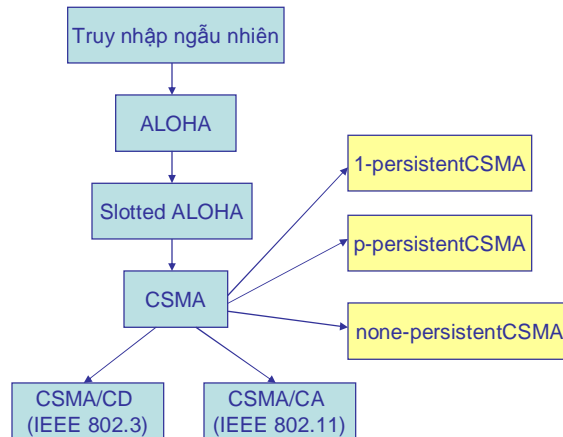 Truy nhập ngẫu nhiên
ALOHA
Slotted ALOHA
CSMA
1-persistentCSMA
p-persistentCSMA
none-persistentCSMA
CSMA/CD
(IEEE 802.3)
CSMA/CA
(IEEE 802.11)